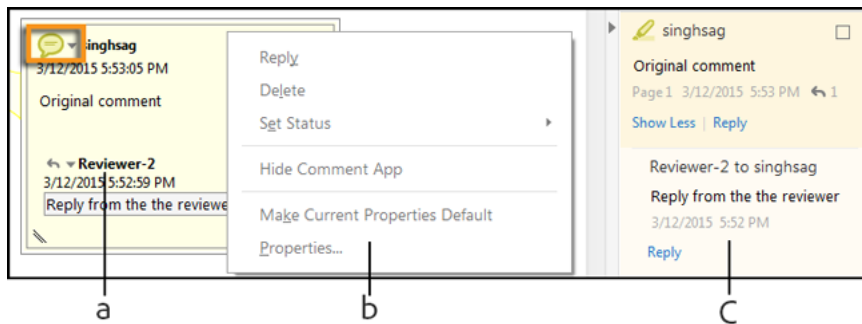 singhsag
3/12/2015 5:53:05 PM
Original comment
Reviewer-2
3/12/2015 5:52:59 PM
Reply from the the reviewe
Reply
Delete
Set Status
Hide Comment App
Make Current Properties Default
Properties...
singhsag
Original comment
Page 1 3/12/2015 5:53 PM 1
Show Less | Reply
Reviewer-2 to singhsag
Reply from the the reviewer
3/12/2015 5:52 PM
Reply
a
b
C